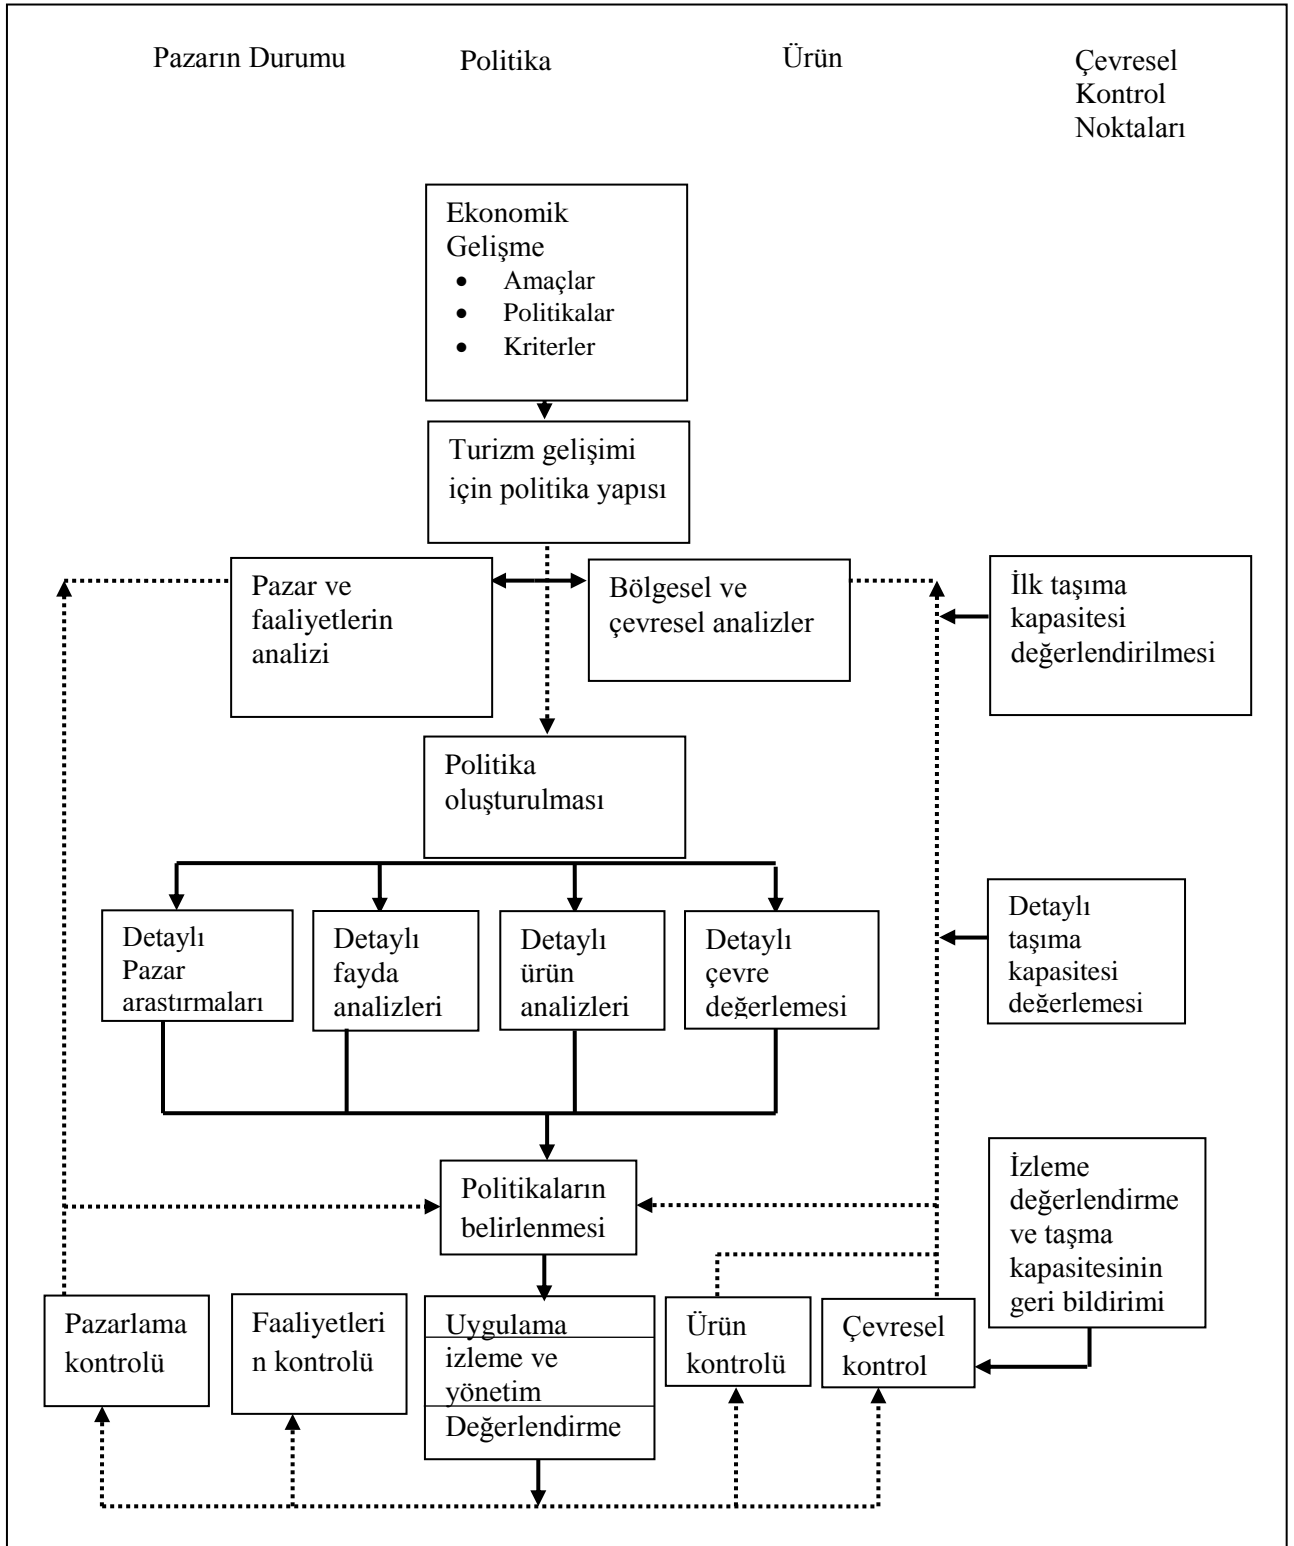 Pazarın Durumu
Politika
Ürün
Çevresel
Kontrol
Noktaları
Ekonomik
Gelişme
• Amaçlar
• Politikalar
• Kriterler
Turizm gelişimi
için politika yapısı
Pazar ve
faaliyetlerin
analizi
Bölgesel ve
çevresel analizler
İlk taşıma
kapasitesi
değerlendirilmesi
Politika
oluşturulması
Detaylı
Pazar
arastırmaları
Detaylı
fayda
analizleri
Detaylı
ürün
analizleri
Detaylı
çevre
değerlemesi
Detaylı
taşıma
kapasitesi
değerlemesi
Politikaların
belirlenmesi
İzleme
değerlendirme
ve taşma
kapasitesinin
geri bildirimi
Pazarlama
kontrolü
Faaliyetleri
n kontrolü
Uygulama
izleme ve
yönetim
Değerlendirme
Ürün
kontrolü
Çevresel
kontrol